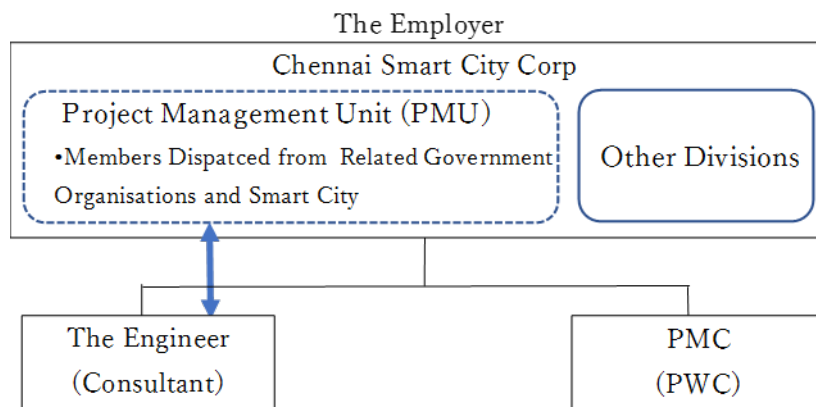 The Employer
Chennai Smart City Corp
Project Management Unit (PMU)
•Members Dispatced from Related Government
Organisations and Smart City
Other Divisions
The Engineer
(Consultant)
PMC
(PWC)